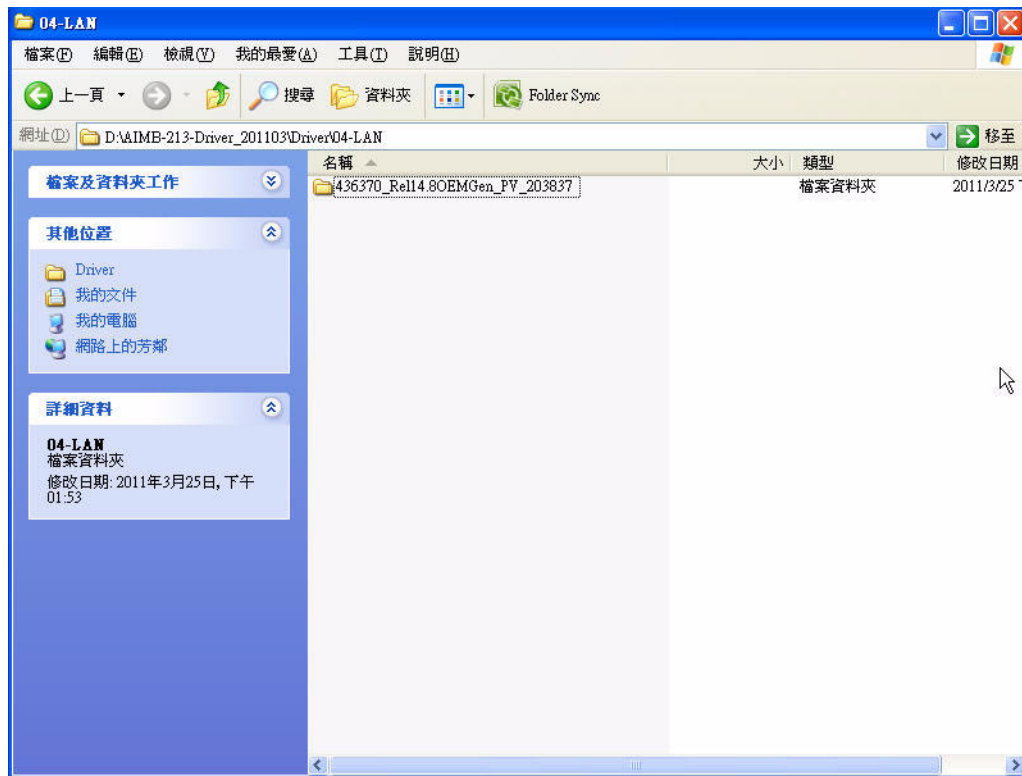 04-LAN
檔案(F) 編輯(E) 檢視(V) 我的最愛(A) 工具(T) 說明(H)
上一頁 搜尋 資料夾 Folder Sync
網址(D) D:\AIMB-213-Driver_201103\Driver\04-LAN 移至
名稱 大小 類型 修改日期
436370_Rel14.8OEMGen_PV_203837 檔案資料夾 2011/3/25
檔案及資料夾工作
其他位置
Driver
我的文件
我的電腦
網路上的芳鄰
詳細資料
04-LAN
檔案資料夾
修改日期: 2011年3月25日, 下午
01:53